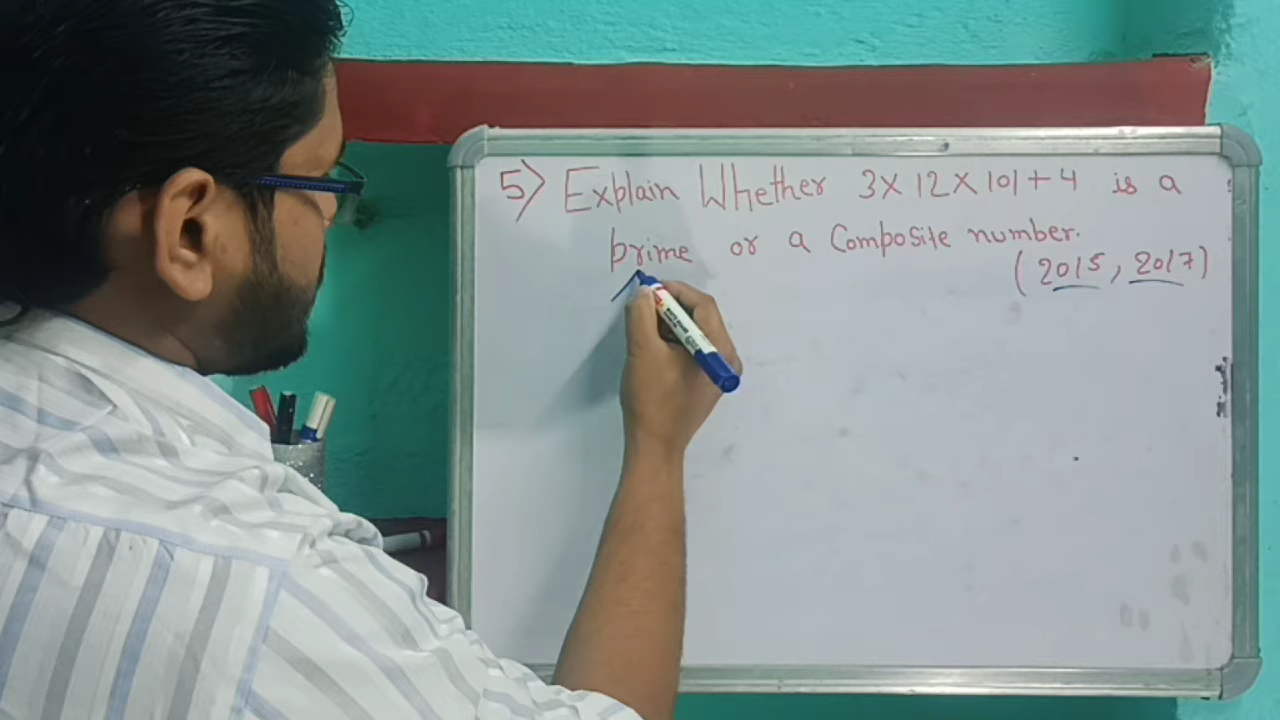 5) Explain Whether 3×12×101+4 is a
prime or a Composite number.
(2015, 2017)